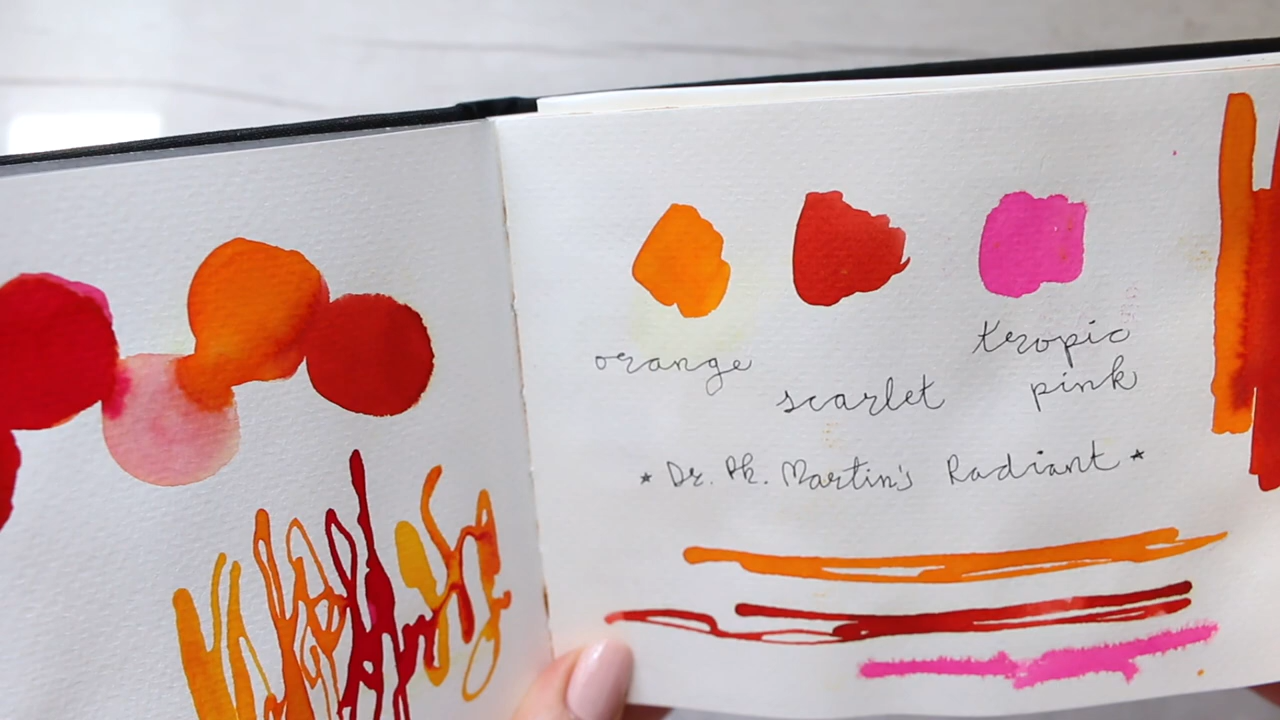 orange
scarlet
tropic
pink
* Dr. Ph. Martin's Radiant *